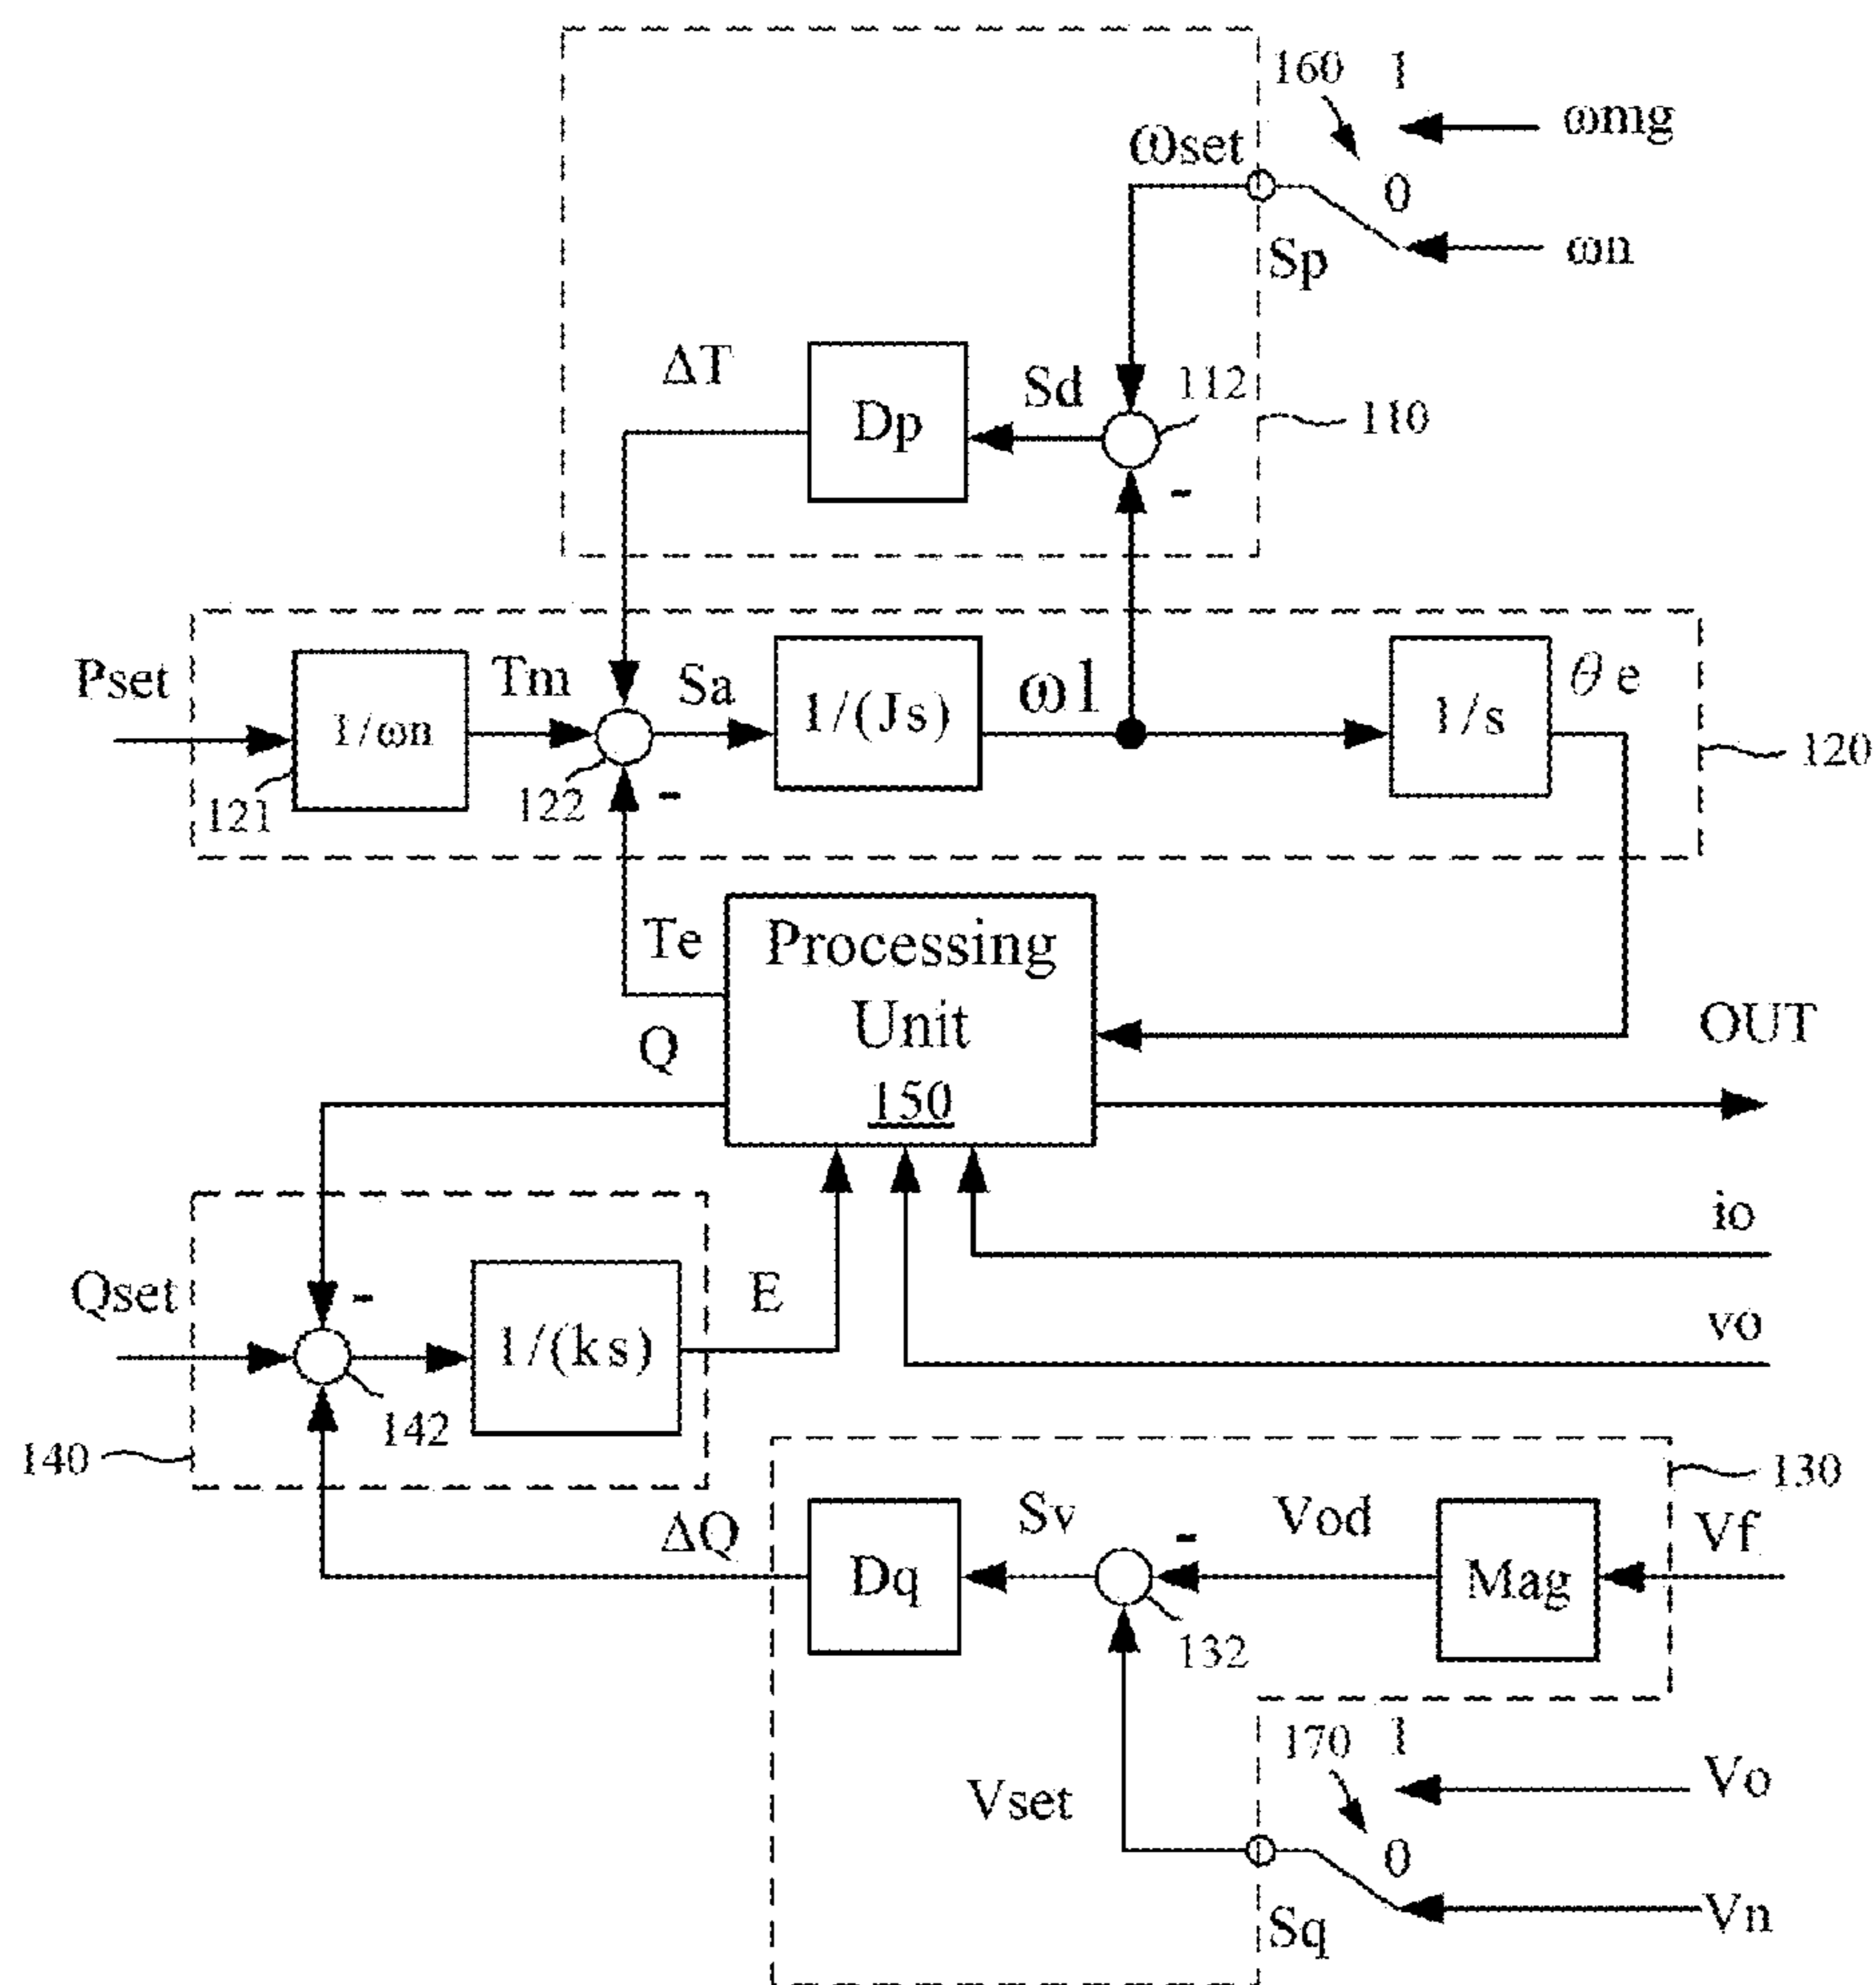 160
1
ωmg
ωset
0
Sp
ωn
ΔT
Dp
Sd
112
110
-
Pset
1/ωn
Tm
Sa
1/(Js)
ω1
1/s
θe
121
122
-
120
Te
Processing
Unit
150
Q
OUT
io
Qset
-
E
1/(ks)
vo
142
140
130
ΔQ
Dq
Sv
-
Vod
Mag
Vf
132
170
1
Vset
Vo
0
Sq
Vn